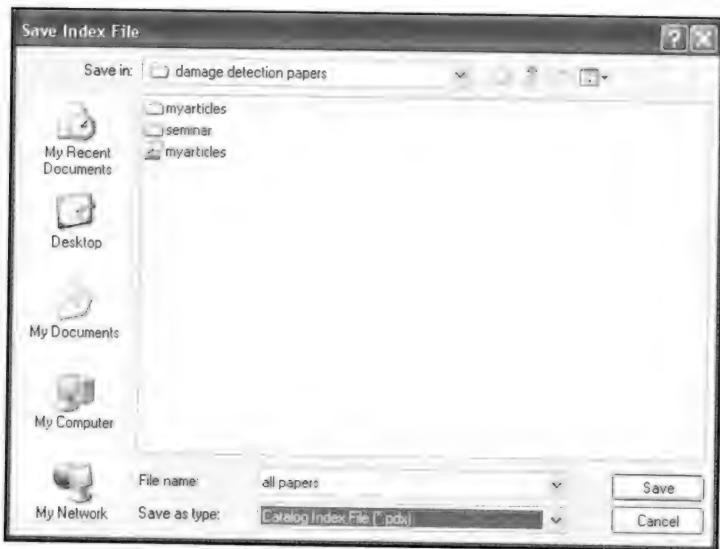 Save Index File
Save in: damage detection papers
myarticles
seminar
myarticles
My Recent
Documents
Desktop
My Documents
My Computer
My Network
File name: all papers
Save as type: Catalog Index File (*.pdx)
Save
Cancel